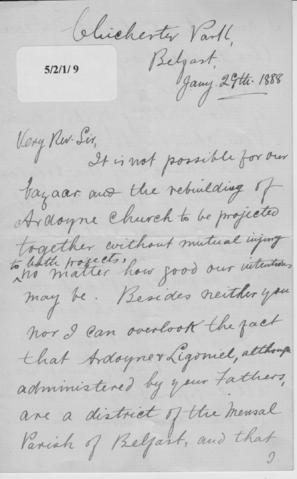 Chichester Park,
Belfast,
5/2/1/9
Jany. 29th. 1888
Very Rev. Sir,
It is not possible for our
bazaar and the rebuilding of
Ardoyne Church to be projected
together without mutual injury
to both projects,
no matter how good our intentions
may be. Besides neither you
nor I can overlook the fact
that Ardoyne & Ligoniel, although
administered by your Fathers,
are a district of the Mensal
Parish of Belfast, and that
I